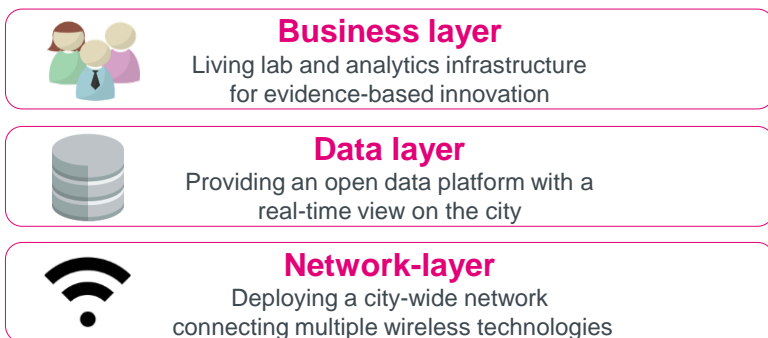 Business layer
Living lab and analytics infrastructure
for evidence-based innovation
Data layer
Providing an open data platform with a
real-time view on the city
Network-layer
Deploying a city-wide network
connecting multiple wireless technologies